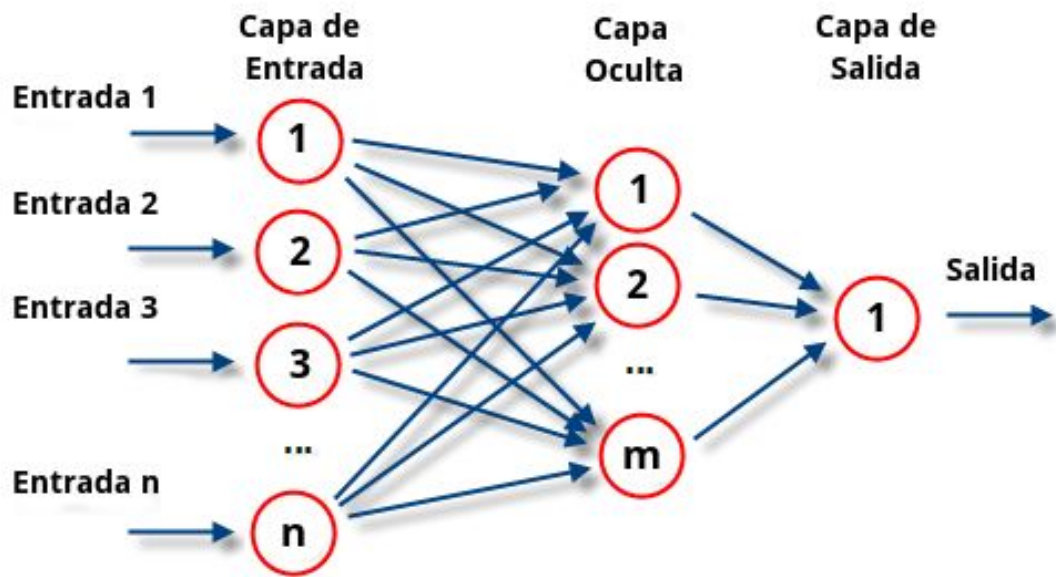 Capa de
Entrada
Capa
Oculta
Capa de
Salida
Entrada 1
1
Entrada 2
2
Entrada 3
3
...
Entrada n
n
1
2
...
m
1
Salida